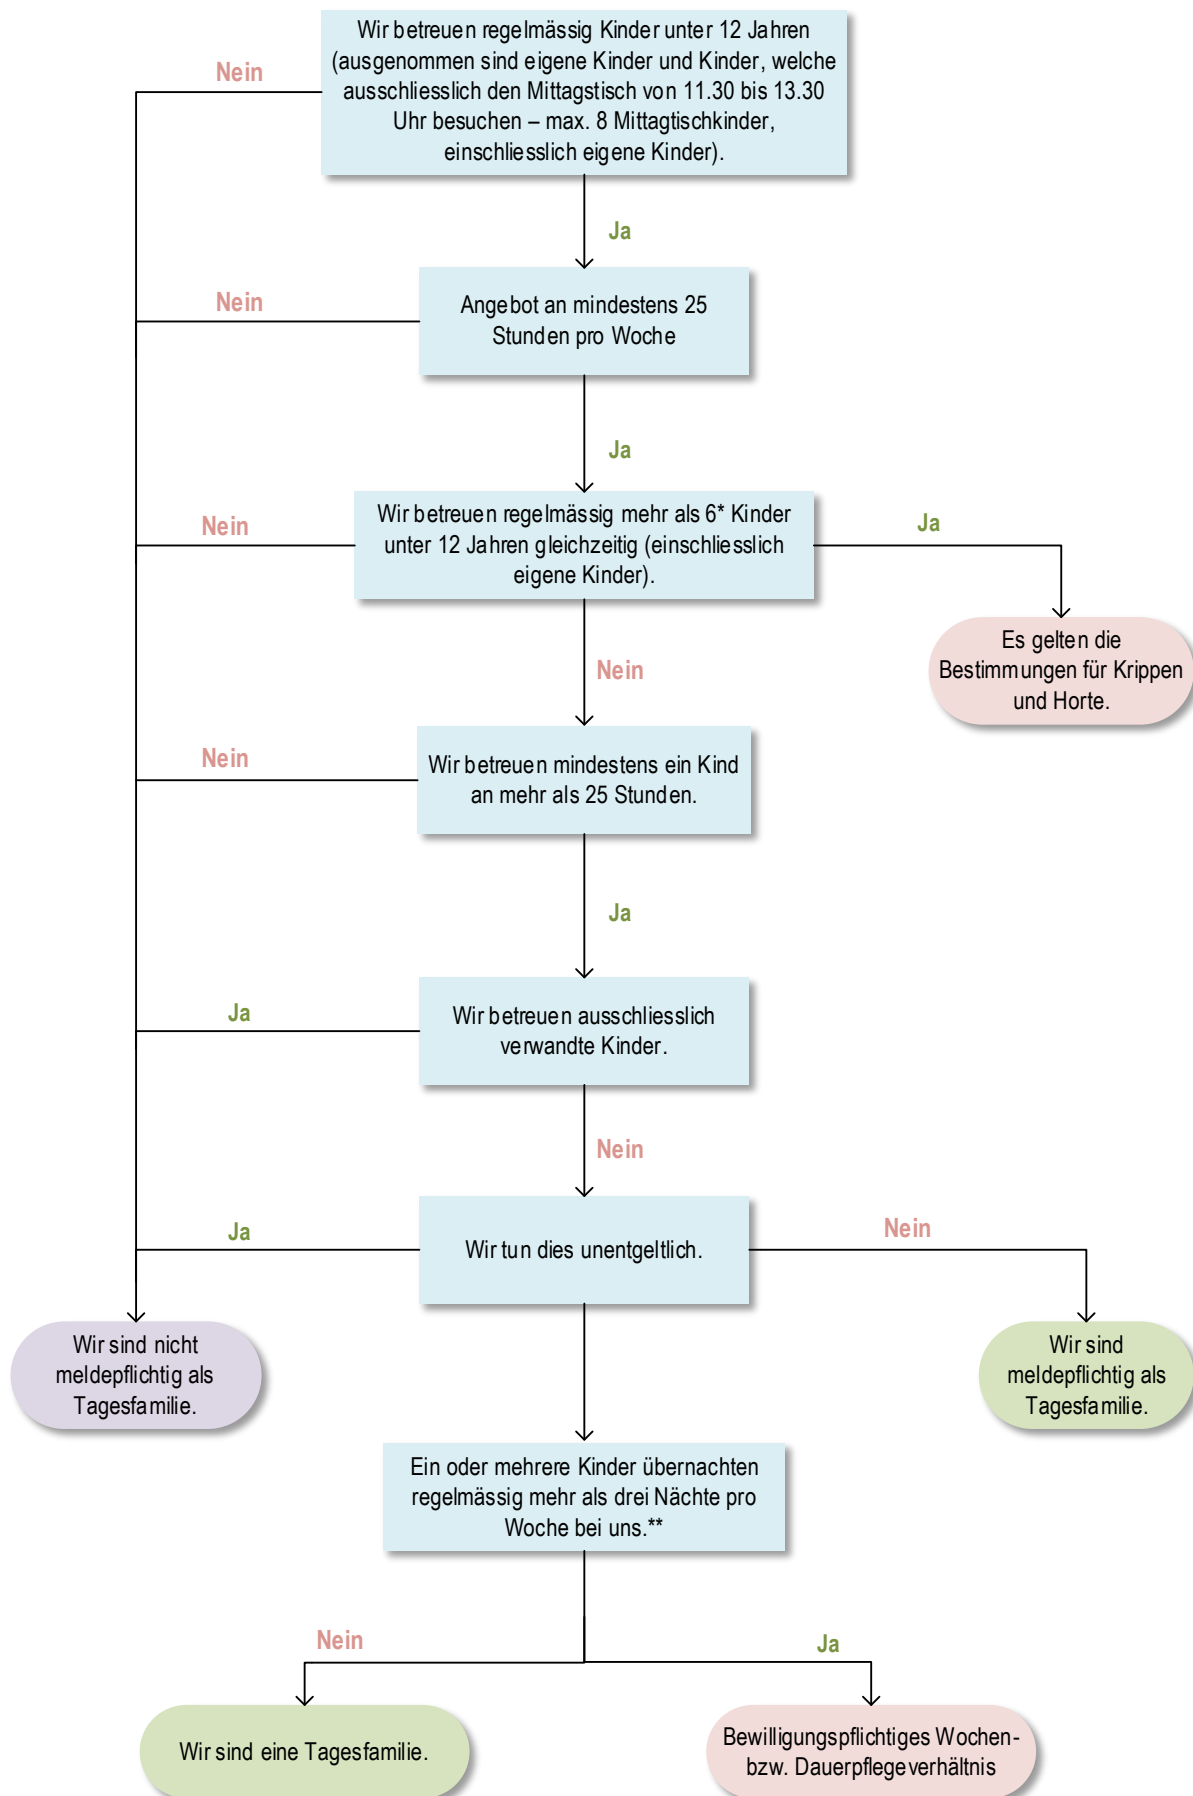 Wir betreuen regelmässig Kinder unter 12 Jahren
(ausgenommen sind eigene Kinder und Kinder, welche
ausschliesslich den Mittagstisch von 11.30 bis 13.30
Uhr besuchen – max. 8 Mittagtischkinder,
einschliesslich eigene Kinder).
Nein
Ja
Angebot an mindestens 25
Stunden pro Woche
Nein
Ja
Wir betreuen regelmässig mehr als 6* Kinder
unter 12 Jahren gleichzeitig (einschliesslich
eigene Kinder).
Nein
Ja
Es gelten die
Bestimmungen für Krippen
und Horte.
Nein
Wir betreuen mindestens ein Kind
an mehr als 25 Stunden.
Nein
Ja
Wir betreuen ausschliesslich
verwandte Kinder.
Ja
Nein
Wir tun dies unentgeltlich.
Ja
Nein
Wir sind nicht
meldepflichtig als
Tagesfamilie.
Wir sind
meldepflichtig als
Tagesfamilie.
Ein oder mehrere Kinder übernachten
regelmässig mehr als drei Nächte pro
Woche bei uns.**
Nein
Ja
Wir sind eine Tagesfamilie.
Bewilligungspflichtiges Wochen-
bzw. Dauerpflegeverhältnis